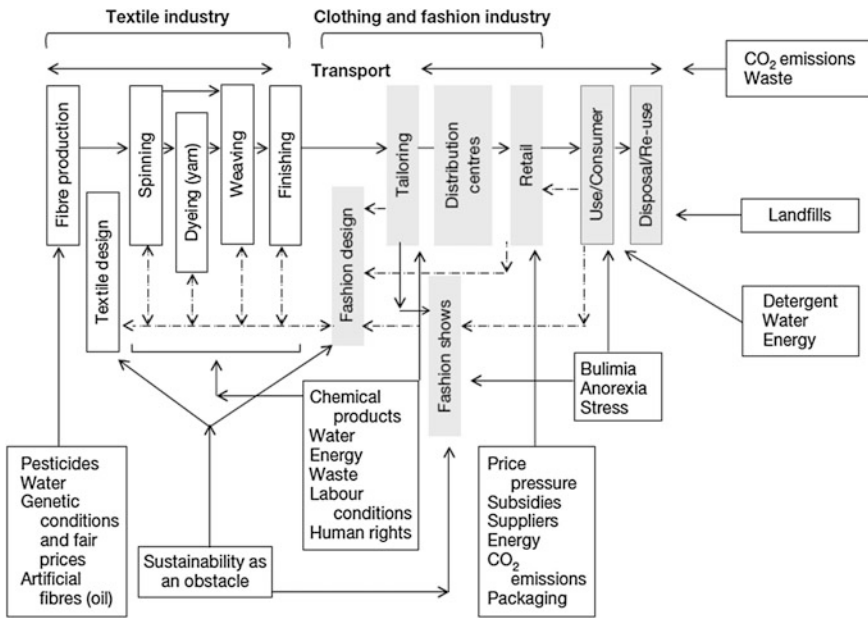 Textile industry
Clothing and fashion industry
Transport
CO₂ emissions
Waste
Fibre production
Textile design
Spinning
Dyeing (yarn)
Weaving
Finishing
Fashion design
Tailoring
Fashion shows
Distribution
centres
Retail
Use/Consumer
Disposal/Re-use
Landfills
Detergent
Water
Energy
Bulimia
Anorexia
Stress
Chemical
products
Water
Energy
Waste
Labour
conditions
Human rights
Price
pressure
Subsidies
Suppliers
Energy
CO₂
emissions
Packaging
Pesticides
Water
Genetic
conditions
and fair
prices
Artificial
fibres (oil)
Sustainability as
an obstacle